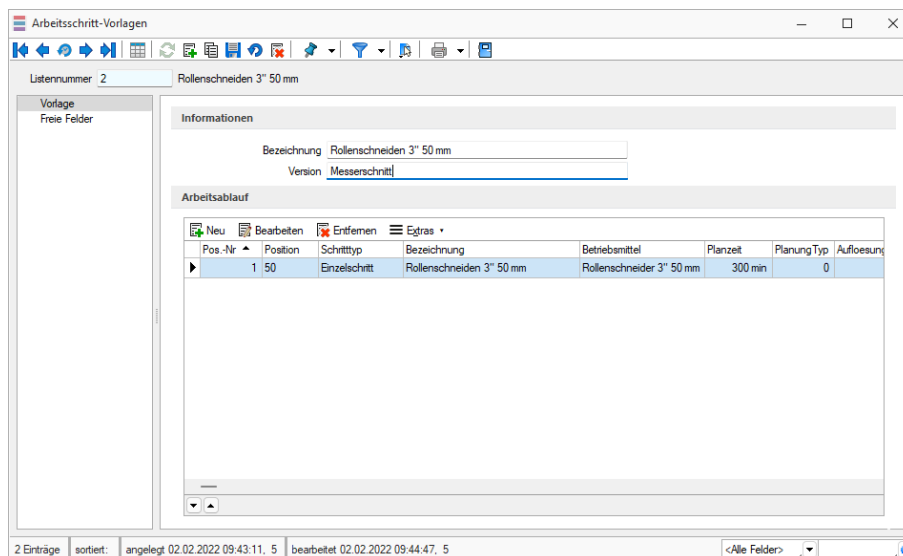 Arbeitsschritt-Vorlagen
Listennummer 2 Rollenschneiden 3" 50 mm
Vorlage
Freie Felder
Informationen
Bezeichnung Rollenschneiden 3" 50 mm
Version Messerschnitt
Arbeitsablauf
Neu Bearbeiten Entfernen Extras
Pos.-Nr Position Schritttyp Bezeichnung Betriebsmittel Planzeit PlanungTyp Aufloesung
1 50 Einzelschritt Rollenschneiden 3" 50 mm Rollenschneider 3" 50 mm 300 min 0
2 Einträge sortiert: angelegt 02.02.2022 09:43:11, 5 bearbeitet 02.02.2022 09:44:47, 5 <Alle Felder>